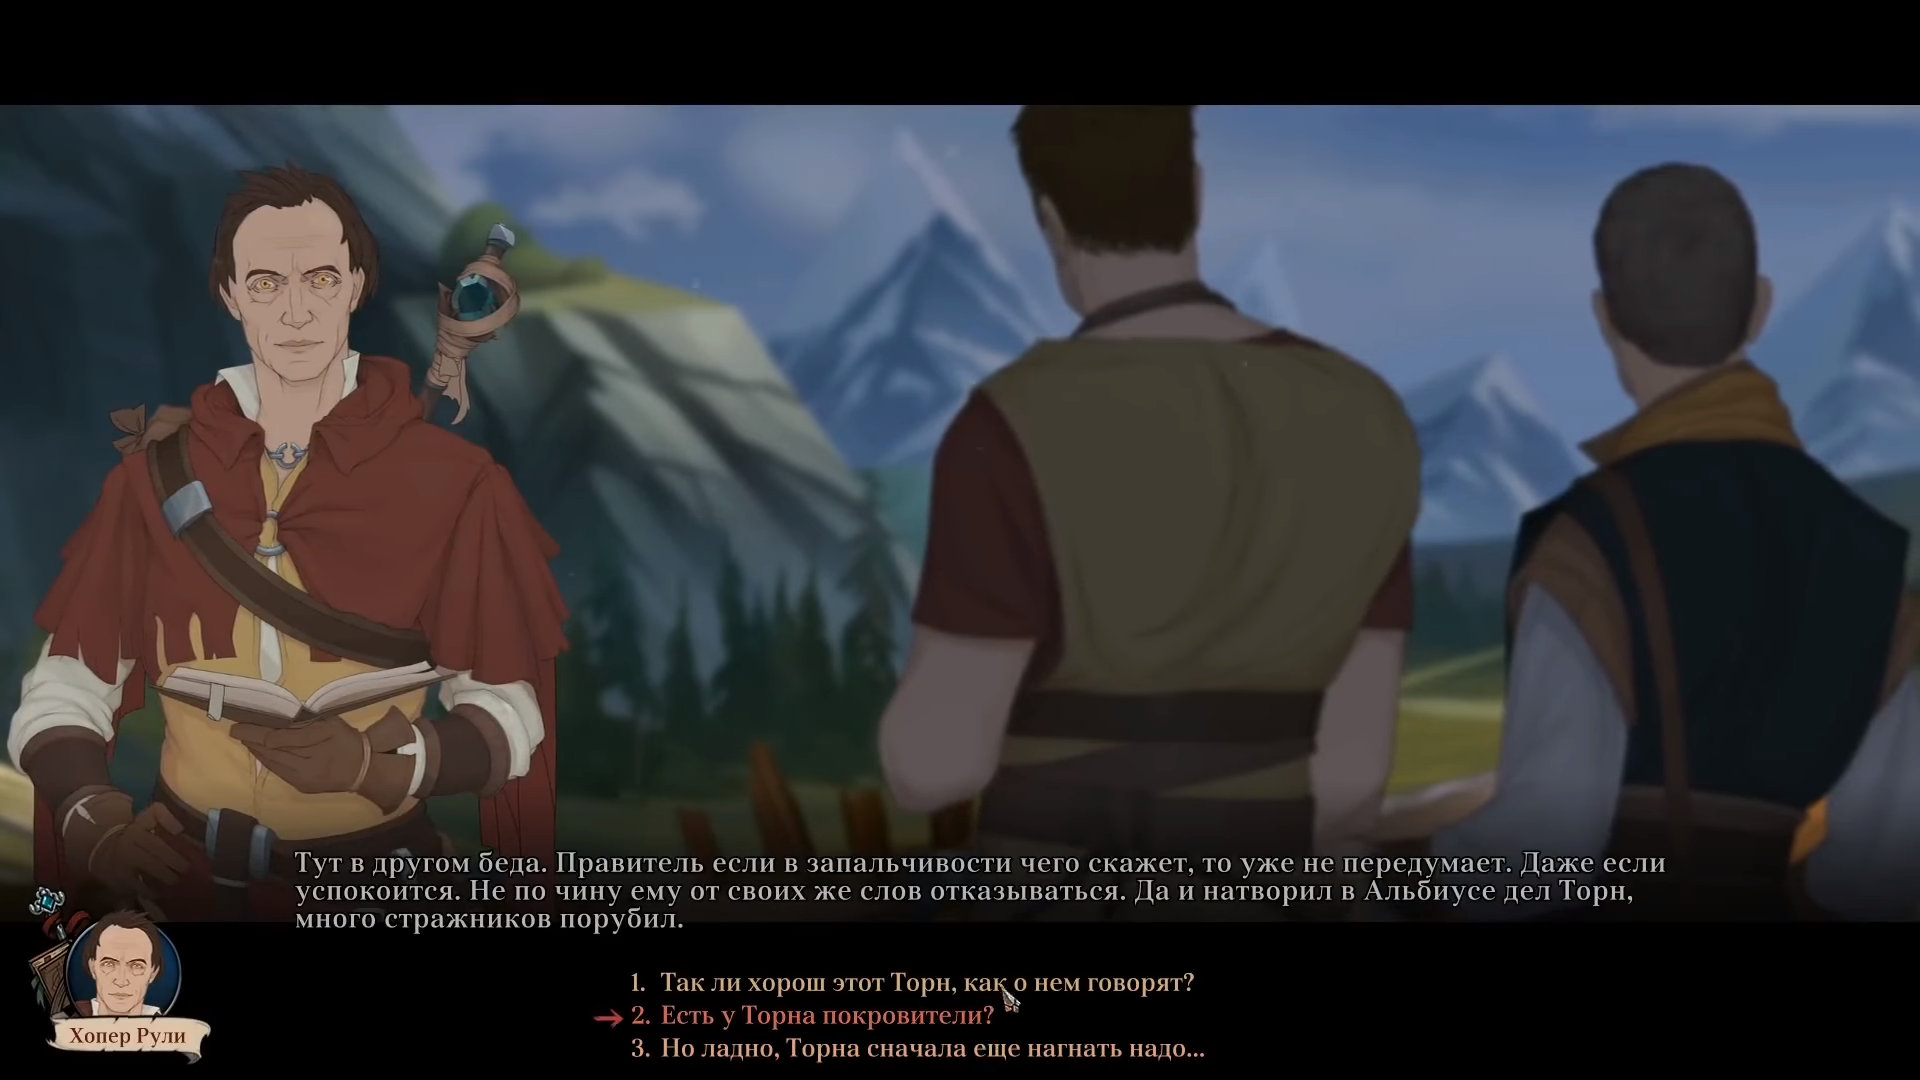 Тут в другом беда. Правитель если в запальчивости чего скажет, то уже не передумает. Даже если
успокоится. Не по чину ему от своих же слов отказываться. Да и натворил в Альбиусе дел Торн,
много стражников порубил.
1. Так ли хорош этот Торн, как о нем говорят?
2. Есть у Торна покровители?
3. Но ладно, Торна сначала еще нагнать надо...
Хопер Рули